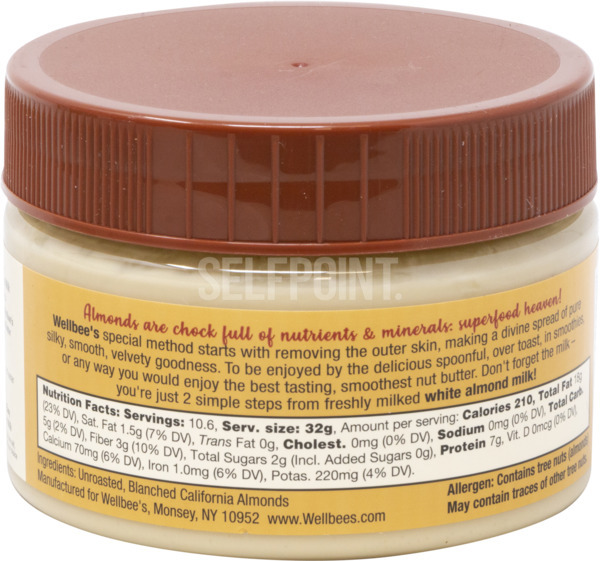 SELFPOINT.
Almonds are chock full of nutrients & minerals: superfood heaven!
Wellbee's special method starts with removing the outer skin, making a divine spread of pure
silky, smooth, velvety goodness. To be enjoyed by the delicious spoonful, over toast, in smoothies,
or any way you would enjoy the best tasting, smoothest nut butter. Don't forget the milk –
you're just 2 simple steps from freshly milked white almond milk!
Nutrition Facts: Servings: 10.6, Serv. size: 32g, Amount per serving: Calories 210, Total Fat 18g
(23% DV), Sat. Fat 1.5g (7% DV), Trans Fat 0g, Cholest. 0mg (0% DV), Sodium 0mg (0% DV), Total Carb.
5g (2% DV), Fiber 3g (10% DV), Total Sugars 2g (Incl. Added Sugars 0g), Protein 7g, Vit. D 0mcg (0% DV),
Calcium 70mg (6% DV), Iron 1.0mg (6% DV), Potas. 220mg (4% DV).
Ingredients: Unroasted, Blanched California Almonds
Manufactured for Wellbee's, Monsey, NY 10952 www.Wellbees.com
Allergen: Contains tree nuts (almonds)
May contain traces of other tree nuts.